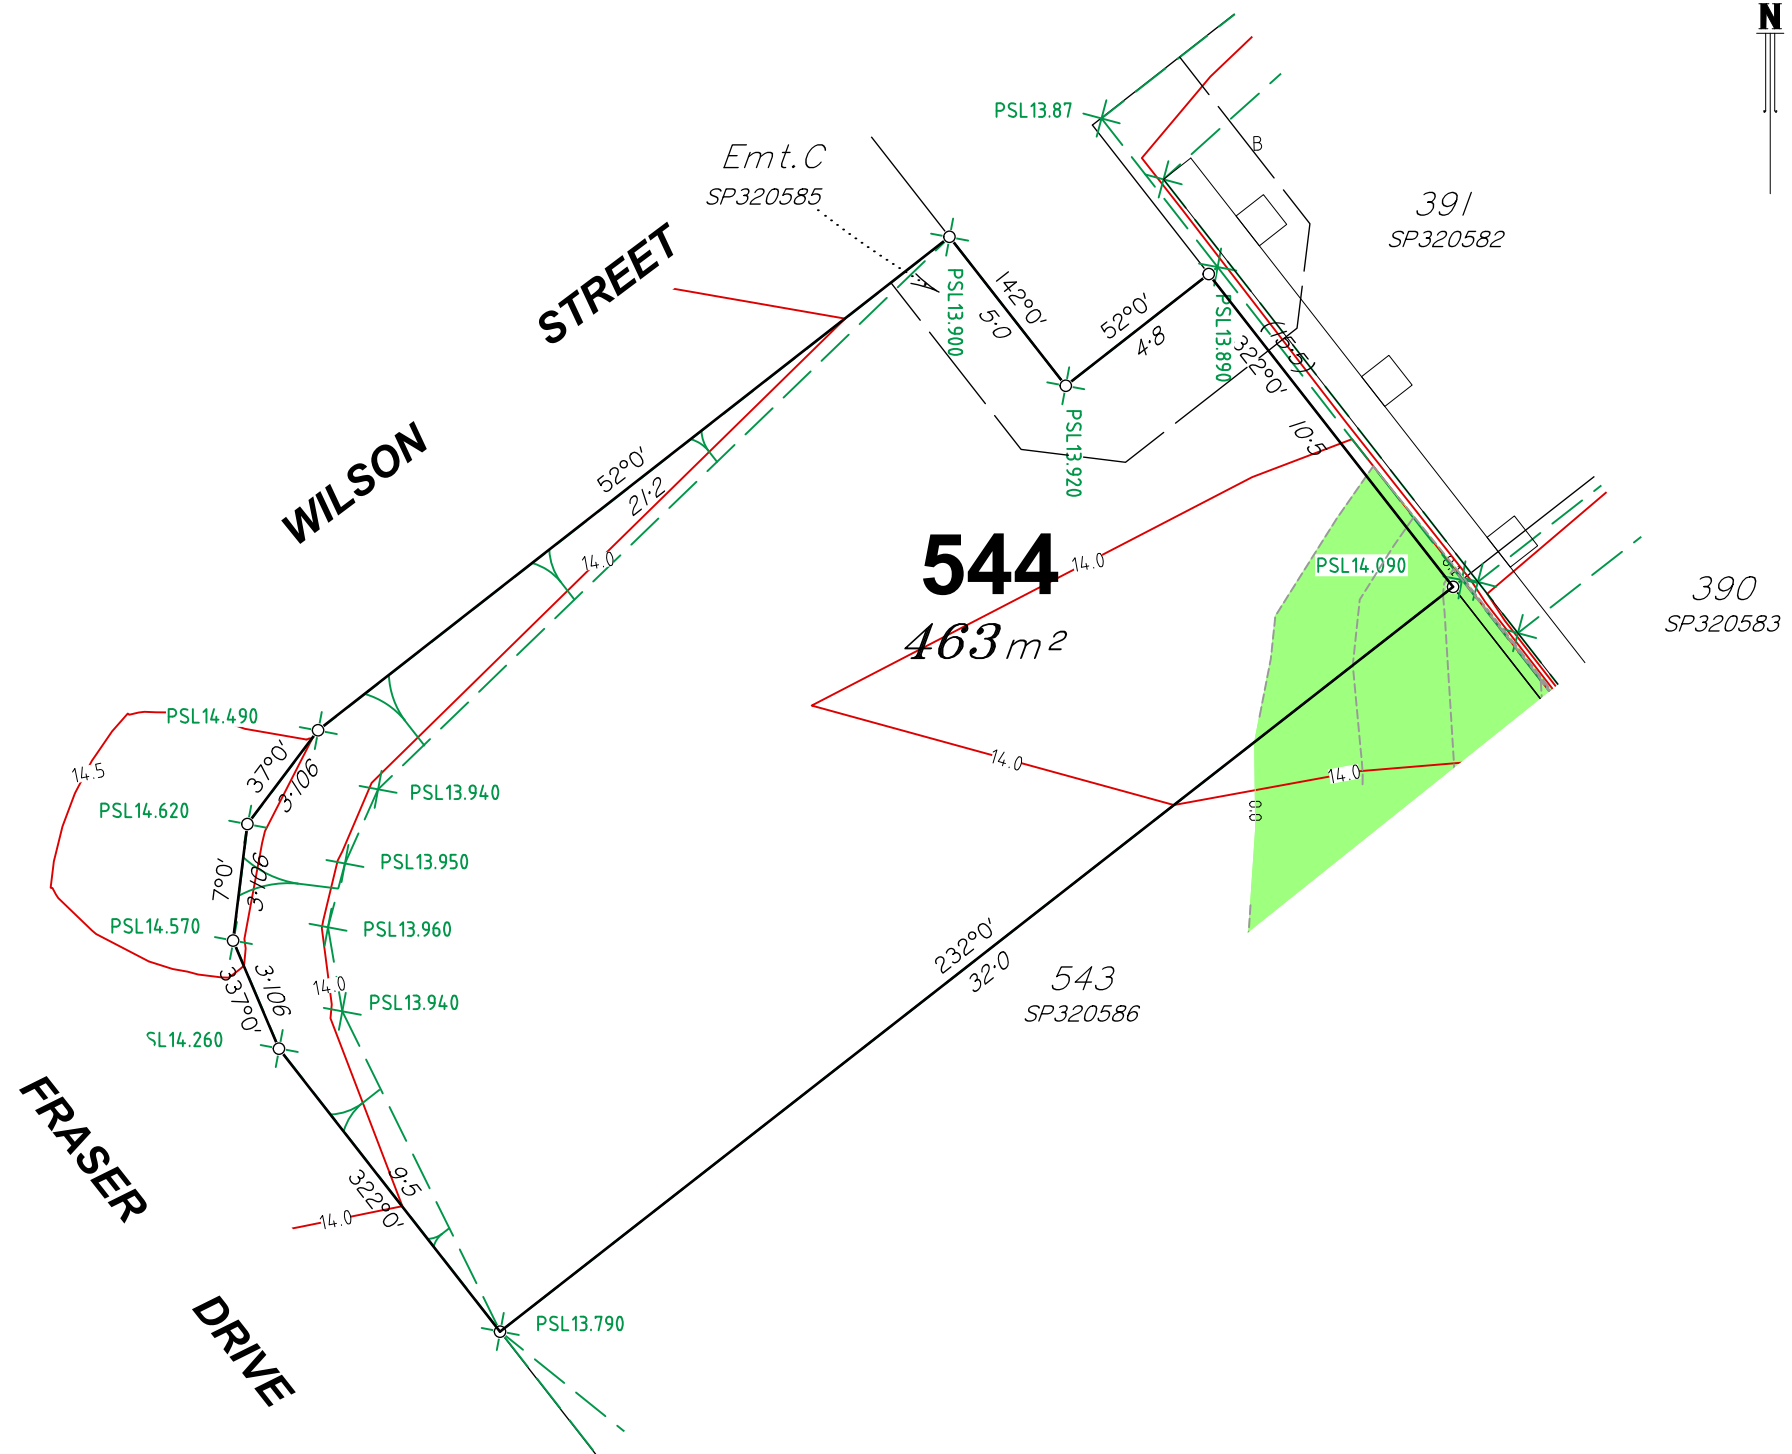 N
PSL13.87
B
Emt.C
SP320585
391
SP320582
A
PSL13.900
142°0'
5·0
52°0'
4·8
PSL13.890
(15·5)
322°0'
10·5
STREET
WILSON
52°0'
21·2
PSL13.920
14.0
544
463m²
14.0
PSL14.090
390
SP320583
PSL14.490
14.5
37°0'
3·106
PSL13.940
14.0
14.0
PSL14.620
0.0
PSL13.950
7°0'
3·106
PSL14.570
PSL13.960
232°0'
32·0
543
SP320586
14.0
PSL13.940
3·106
337°0'
SL14.260
FRASER
9·5
322°0'
14.0
DRIVE
PSL13.790